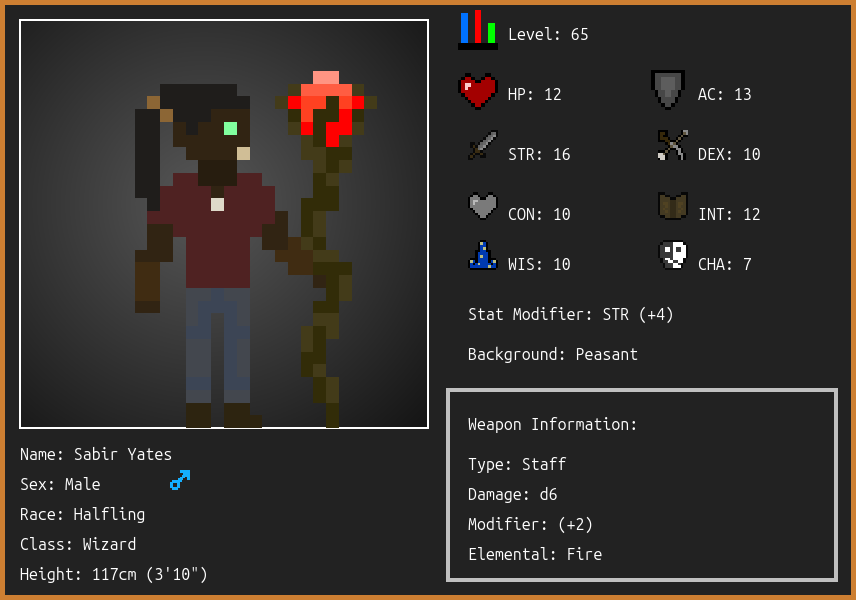 Level: 65
HP: 12
AC: 13
STR: 16
DEX: 10
CON: 10
INT: 12
WIS: 10
CHA: 7
Stat Modifier: STR (+4)
Background: Peasant
Name: Sabir Yates
Sex: Male
Race: Halfling
Class: Wizard
Height: 117cm (3'10")
Weapon Information:
Type: Staff
Damage: d6
Modifier: (+2)
Elemental: Fire